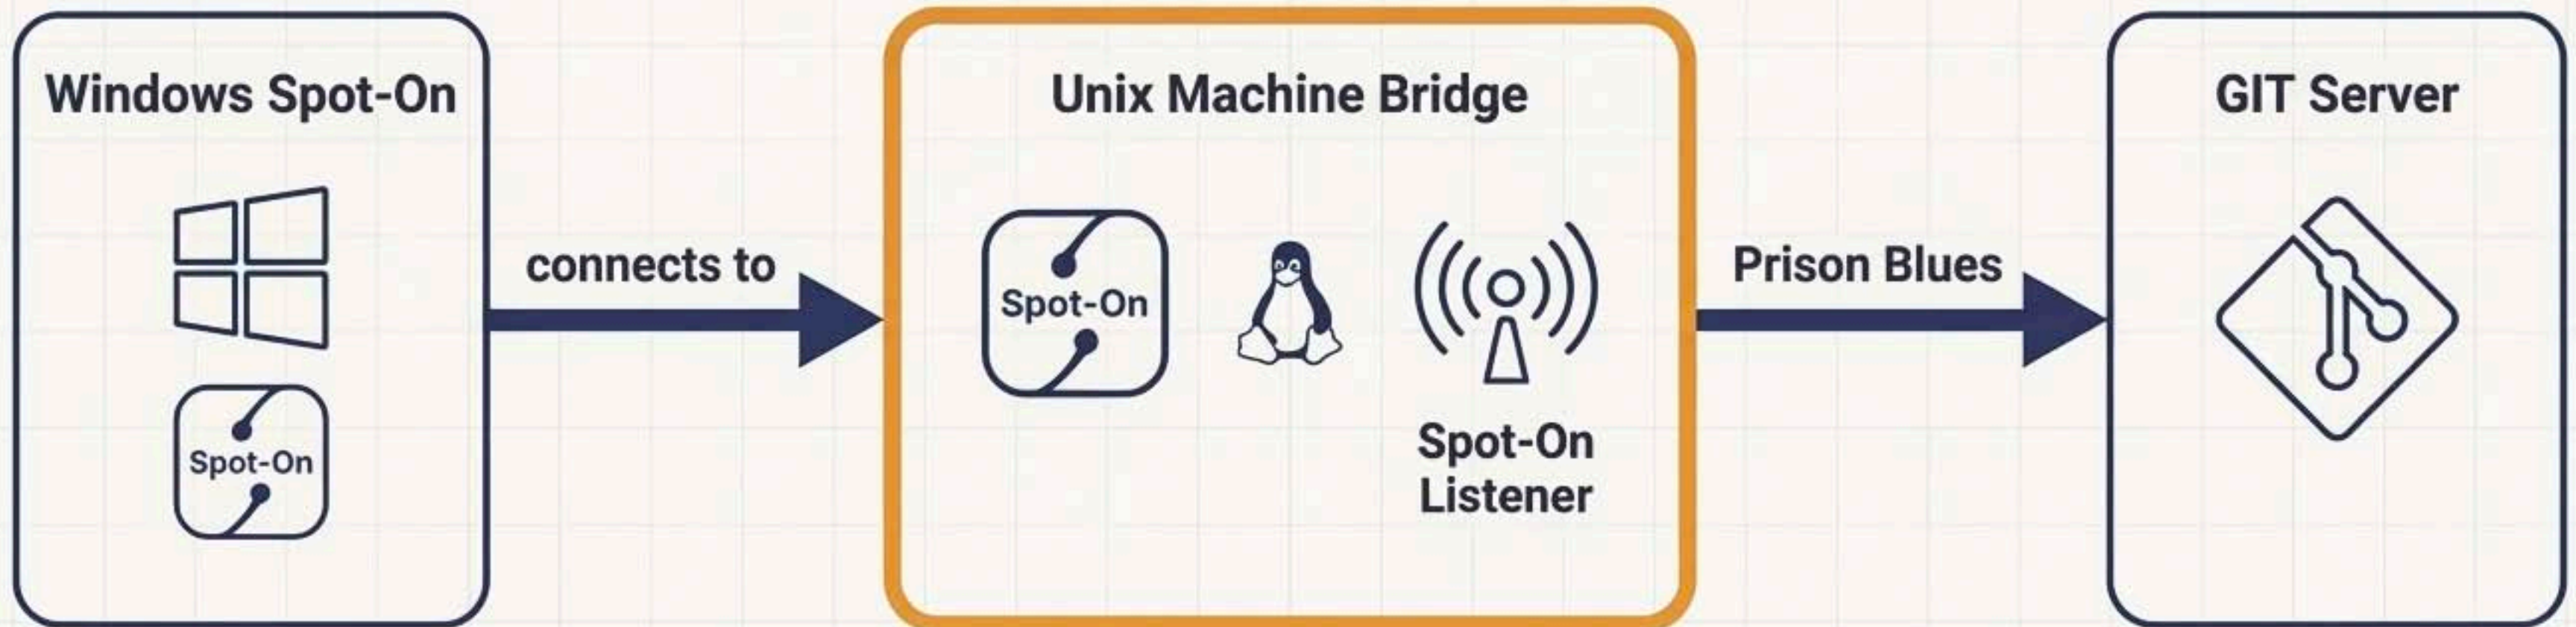 Windows Spot-On
Spot-On
connects to
Unix Machine Bridge
Spot-On
Spot-On
Listener
Prison Blues
GIT Server